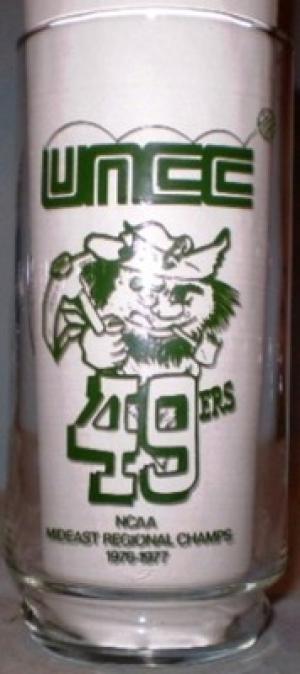 UNCC
49ERS
NCAA
MIDEAST REGIONAL CHAMPS
1976-1977